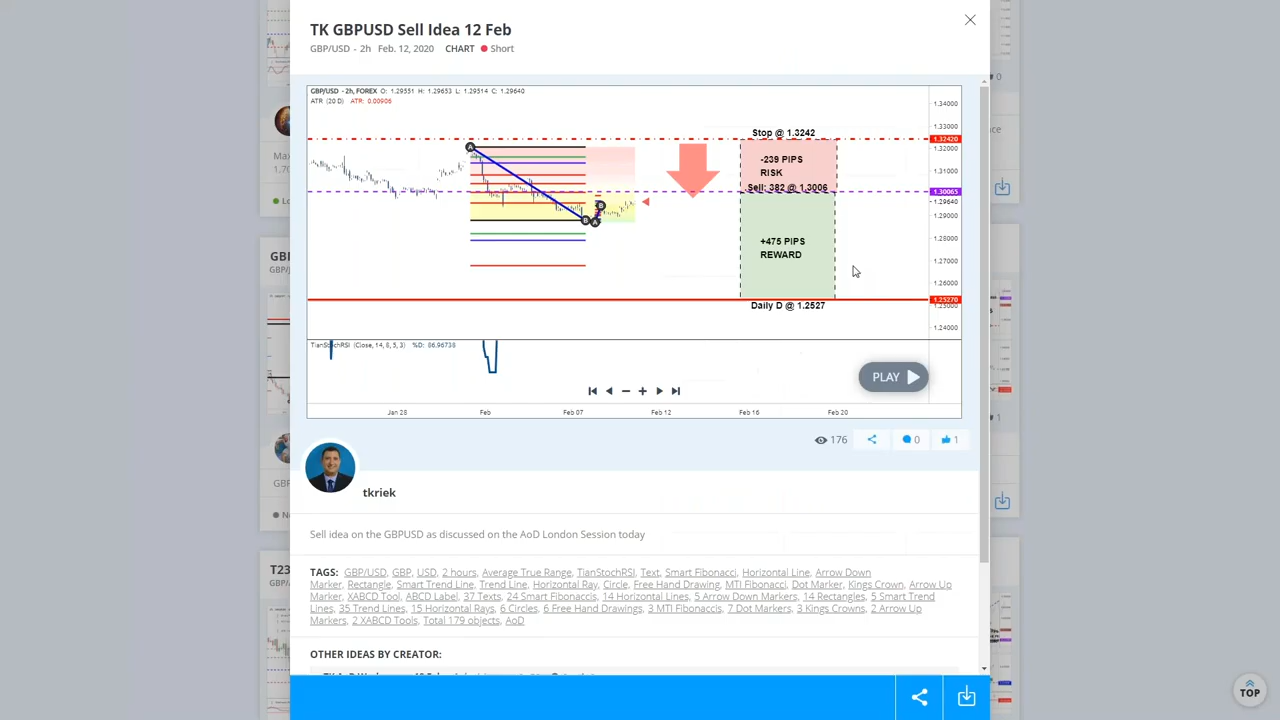 TK GBPUSD Sell Idea 12 Feb
GBP/USD - 2h Feb. 12, 2020 CHART Short
GBP/USD - 2h, FOREX O: 1.29551 H: 1.29653 L: 1.29514 C: 1.29640
ATR (20 D) ATR: 0.00906
1.34000
Stop @ 1.3242
1.33000
1.32420
1.32000
-239 PIPS
RISK
1.31000
Sell: 382 @ 1.3006
1.30065
A
B
B
A
1.29640
1.29000
+475 PIPS
REWARD
1.28000
1.27000
1.26000
1.25270
Daily D @ 1.2527
1.25000
1.24000
TianStochRSI (Close, 14, 8, 5, 3) %D: 86.96738
PLAY
Jan 28 Feb Feb 07 Feb 12 Feb 16 Feb 20
176 0 1
tkriek
Sell idea on the GBPUSD as discussed on the AoD London Session today
TAGS: GBP/USD, GBP, USD, 2 hours, Average True Range, TianStochRSI, Text, Smart Fibonacci, Horizontal Line, Arrow Down
Marker, Rectangle, Smart Trend Line, Trend Line, Horizontal Ray, Circle, Free Hand Drawing, MTI Fibonacci, Dot Marker, Kings Crown, Arrow Up
Marker, XABCD Tool, ABCD Label, 37 Texts, 24 Smart Fibonaccis, 14 Horizontal Lines, 5 Arrow Down Markers, 14 Rectangles, 5 Smart Trend
Lines, 35 Trend Lines, 15 Horizontal Rays, 6 Circles, 6 Free Hand Drawings, 3 MTI Fibonaccis, 7 Dot Markers, 3 Kings Crowns, 2 Arrow Up
Markers, 2 XABCD Tools, Total 179 objects, AoD
OTHER IDEAS BY CREATOR:
TOP